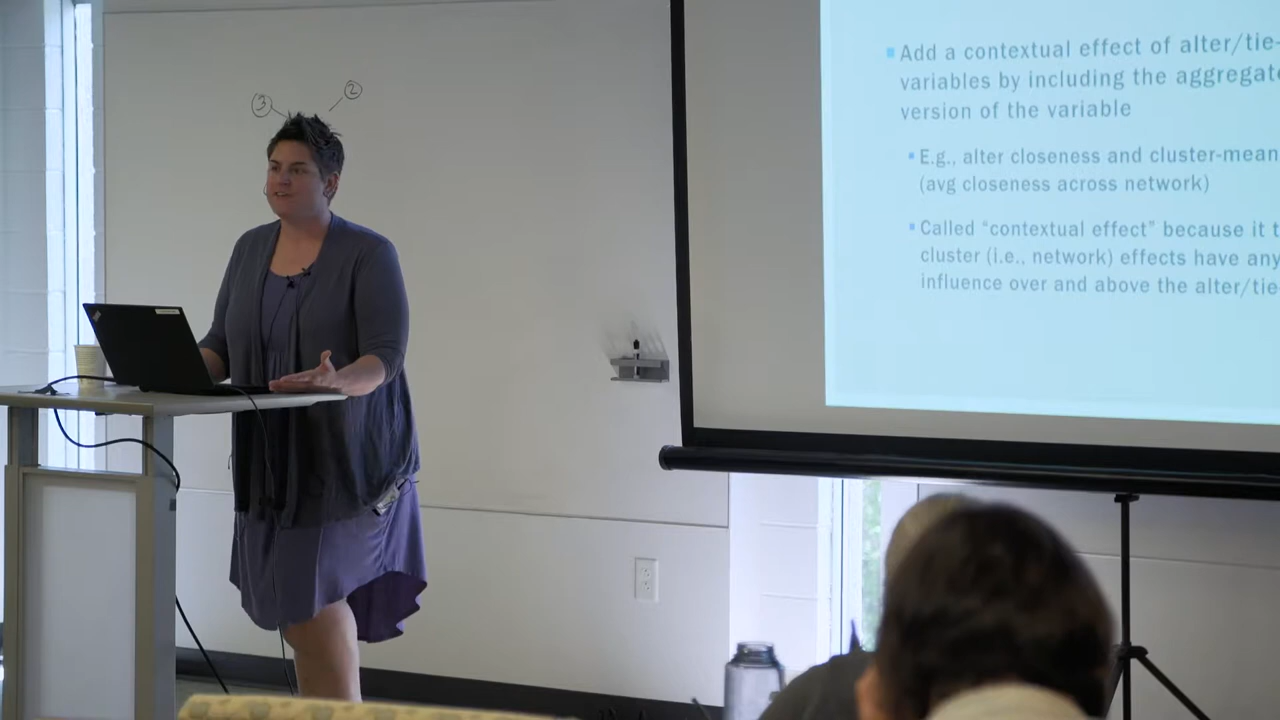 3
2
Add a contextual effect of alter/tie-
variables by including the aggregate
version of the variable
E.g., alter closeness and cluster-mean
(avg closeness across network)
Called “contextual effect” because it t
cluster (i.e., network) effects have any
influence over and above the alter/tie-